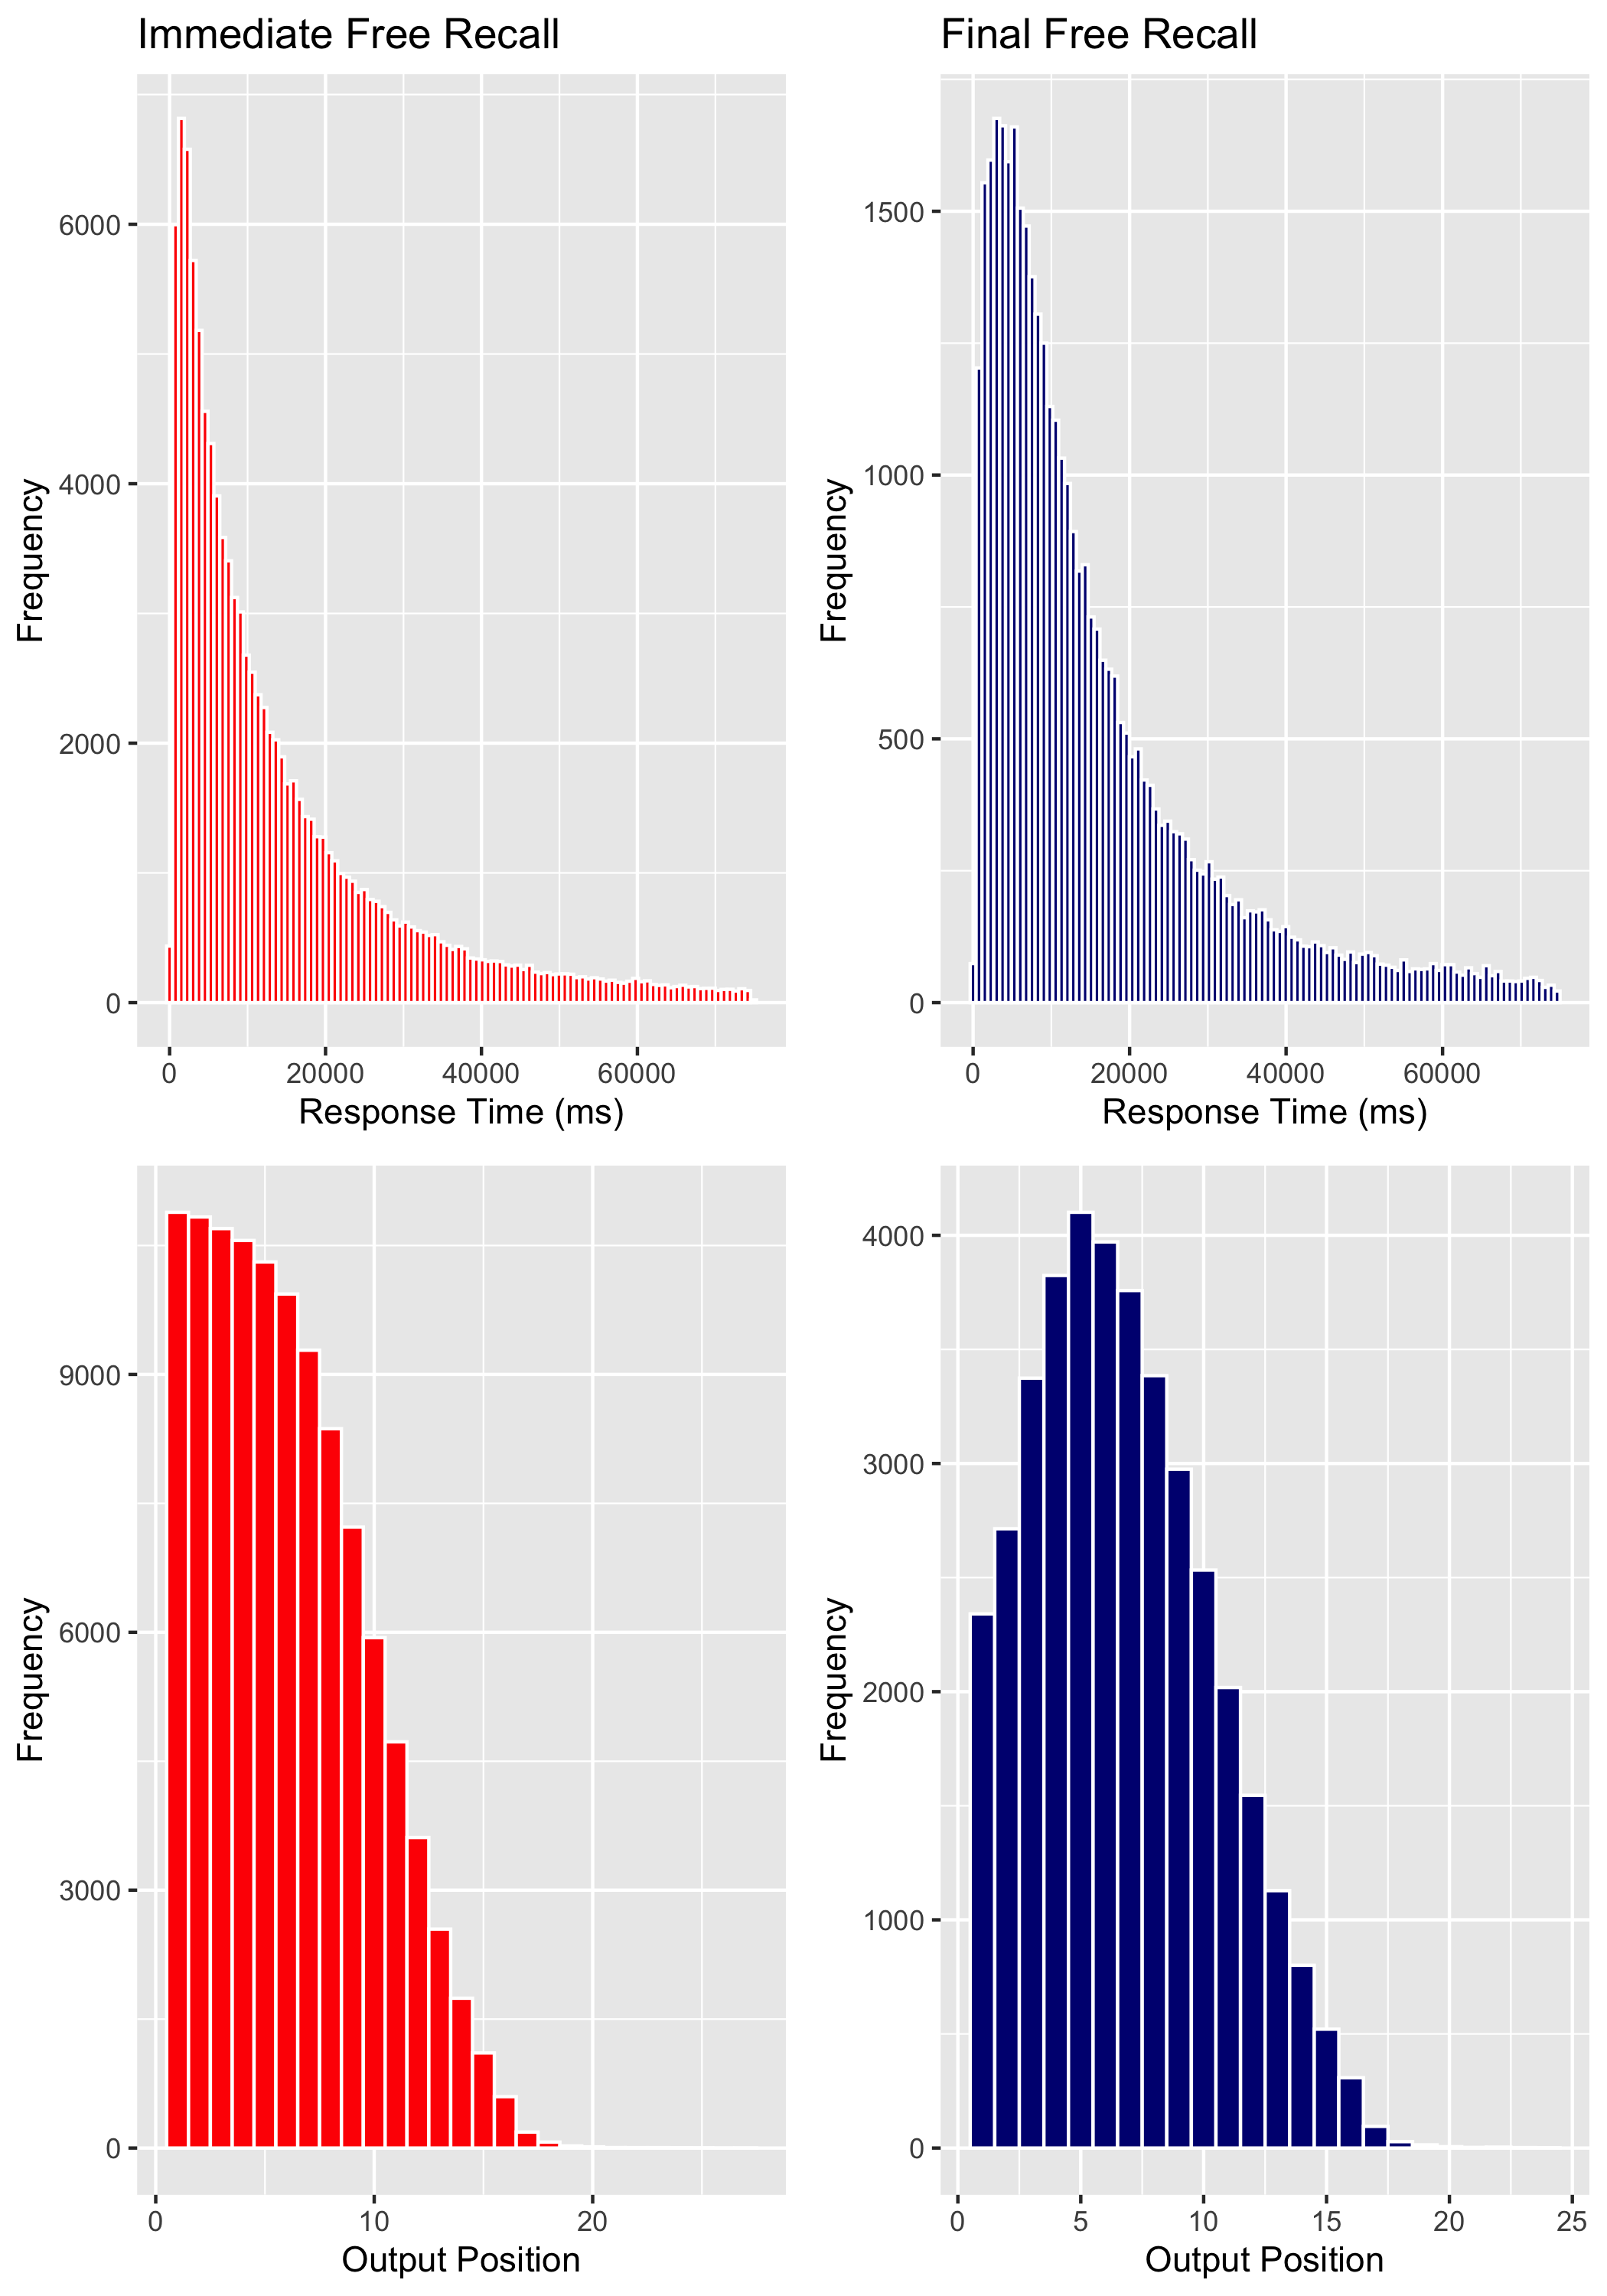 Immediate Free Recall
Frequency
6000
4000
2000
0
0 20000 40000 60000
Response Time (ms)
Final Free Recall
Frequency
1500
1000
500
0
0 20000 40000 60000
Response Time (ms)
Frequency
9000
6000
3000
0
0 10 20
Output Position
Frequency
4000
3000
2000
1000
0
0 5 10 15 20 25
Output Position